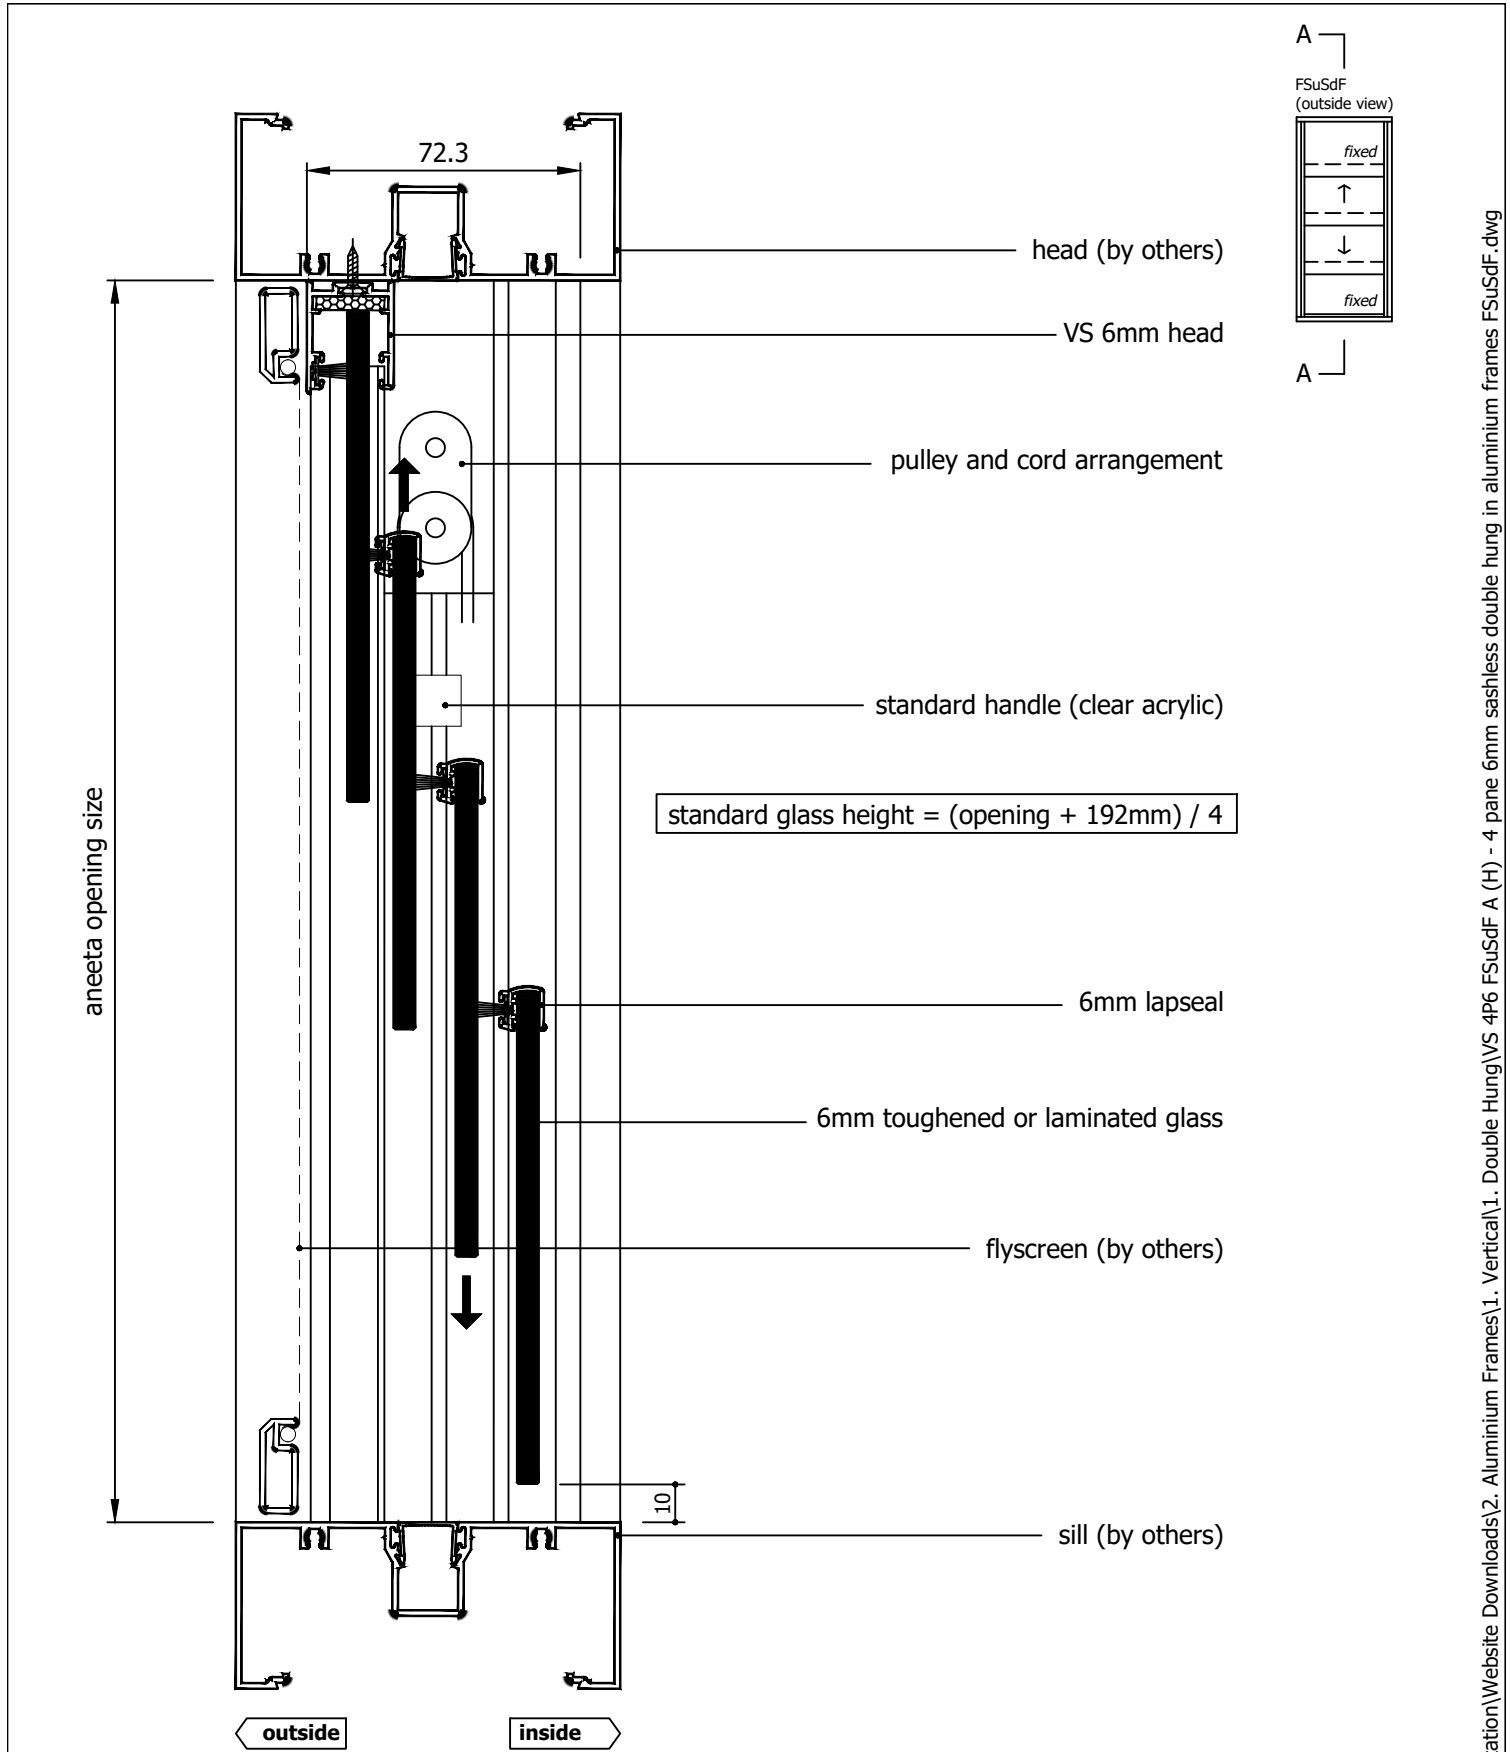 A
FSuSdF
(outside view)
fixed
fixed
A
72.3
head (by others)
VS 6mm head
pulley and cord arrangement
standard handle (clear acrylic)
standard glass height = (opening + 192mm) / 4
aneeta opening size
6mm lapseal
6mm toughened or laminated glass
flyscreen (by others)
10
sill (by others)
outside
inside
ation\Website Downloads\2. Aluminium Frames\1. Vertical\1. Double Hung\VS 4P6 FSuSdF A (H) - 4 pane 6mm sashless double hung in aluminium frames FSuSdF.dwg